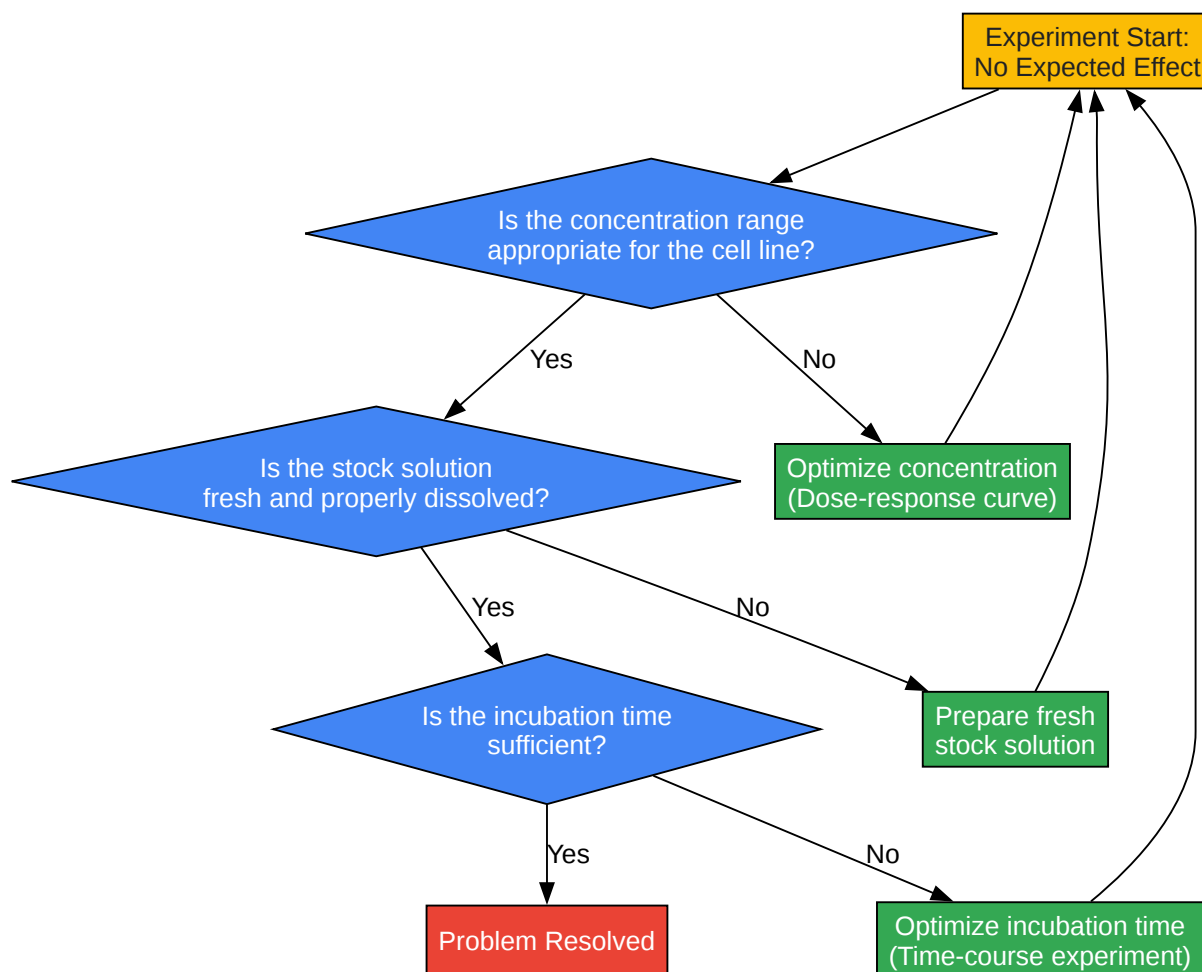 Experiment Start:
No Expected Effect
Is the concentration range
appropriate for the cell line?
Yes
No
Is the stock solution
fresh and properly dissolved?
Optimize concentration
(Dose-response curve)
Yes
No
Is the incubation time
sufficient?
Prepare fresh
stock solution
Yes
No
Problem Resolved
Optimize incubation time
(Time-course experiment)